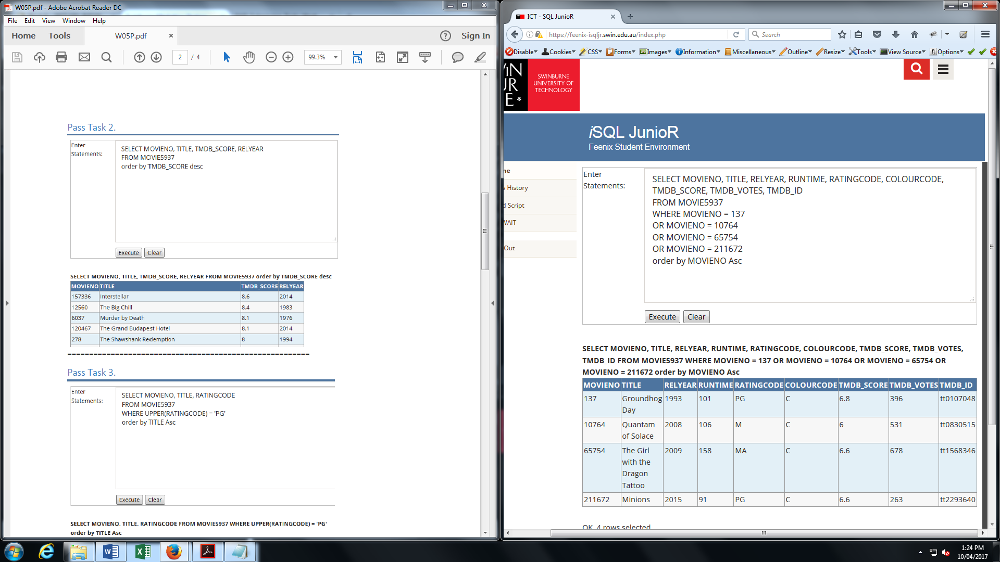 W05P.pdf - Adobe Acrobat Reader DC
File Edit View Window Help
Home Tools W05P.pdf × Sign In
2 / 4 99.3%
Pass Task 2.
Enter
Statements:
SELECT MOVIENO, TITLE, TMDB_SCORE, RELYEAR
FROM MOVIE5937
order by TMDB_SCORE desc
Execute Clear
SELECT MOVIENO, TITLE, TMDB_SCORE, RELYEAR FROM MOVIE5937 order by TMDB_SCORE desc
MOVIENO TITLE TMDB_SCORE RELYEAR
157336 Interstellar 8.6 2014
12560 The Big Chill 8.4 1983
6037 Murder by Death 8.1 1976
120467 The Grand Budapest Hotel 8.1 2014
278 The Shawshank Redemption 8 1994
========================================================
Pass Task 3.
Enter
Statements:
SELECT MOVIENO, TITLE, RATINGCODE
FROM MOVIE5937
WHERE UPPER(RATINGCODE) = 'PG'
order by TITLE Asc
Execute Clear
SELECT MOVIENO, TITLE, RATINGCODE FROM MOVIE5937 WHERE UPPER(RATINGCODE) = 'PG'
order by TITLE Asc
ICT - SQL JunioR
https://feenix-isqljr.swin.edu.au/index.php Search
Disable Cookies CSS Forms Images Information Miscellaneous Outline Resize Tools View Source Options
SWINBURNE
UNIVERSITY OF
TECHNOLOGY
iSQL JunioR
Feenix Student Environment
ne
w History
d Script
WAIT
Out
Enter
Statements:
SELECT MOVIENO, TITLE, RELYEAR, RUNTIME, RATINGCODE, COLOURCODE,
TMDB_SCORE, TMDB_VOTES, TMDB_ID
FROM MOVIE5937
WHERE MOVIENO = 137
OR MOVIENO = 10764
OR MOVIENO = 65754
OR MOVIENO = 211672
order by MOVIENO Asc
Execute Clear
SELECT MOVIENO, TITLE, RELYEAR, RUNTIME, RATINGCODE, COLOURCODE, TMDB_SCORE, TMDB_VOTES,
TMDB_ID FROM MOVIE5937 WHERE MOVIENO = 137 OR MOVIENO = 10764 OR MOVIENO = 65754 OR
MOVIENO = 211672 order by MOVIENO Asc
MOVIENO TITLE RELYEAR RUNTIME RATINGCODE COLOURCODE TMDB_SCORE TMDB_VOTES TMDB_ID
137 Groundhog 1993 101 PG C 6.8 396 tt0107048
Day
10764 Quantam 2008 106 M C 6 531 tt0830515
of Solace
65754 The Girl 2009 158 MA C 6.6 678 tt1568346
with the
Dragon
Tattoo
211672 Minions 2015 91 PG C 6.6 263 tt2293640
OK. 4 rows selected
1:24 PM
10/04/2017